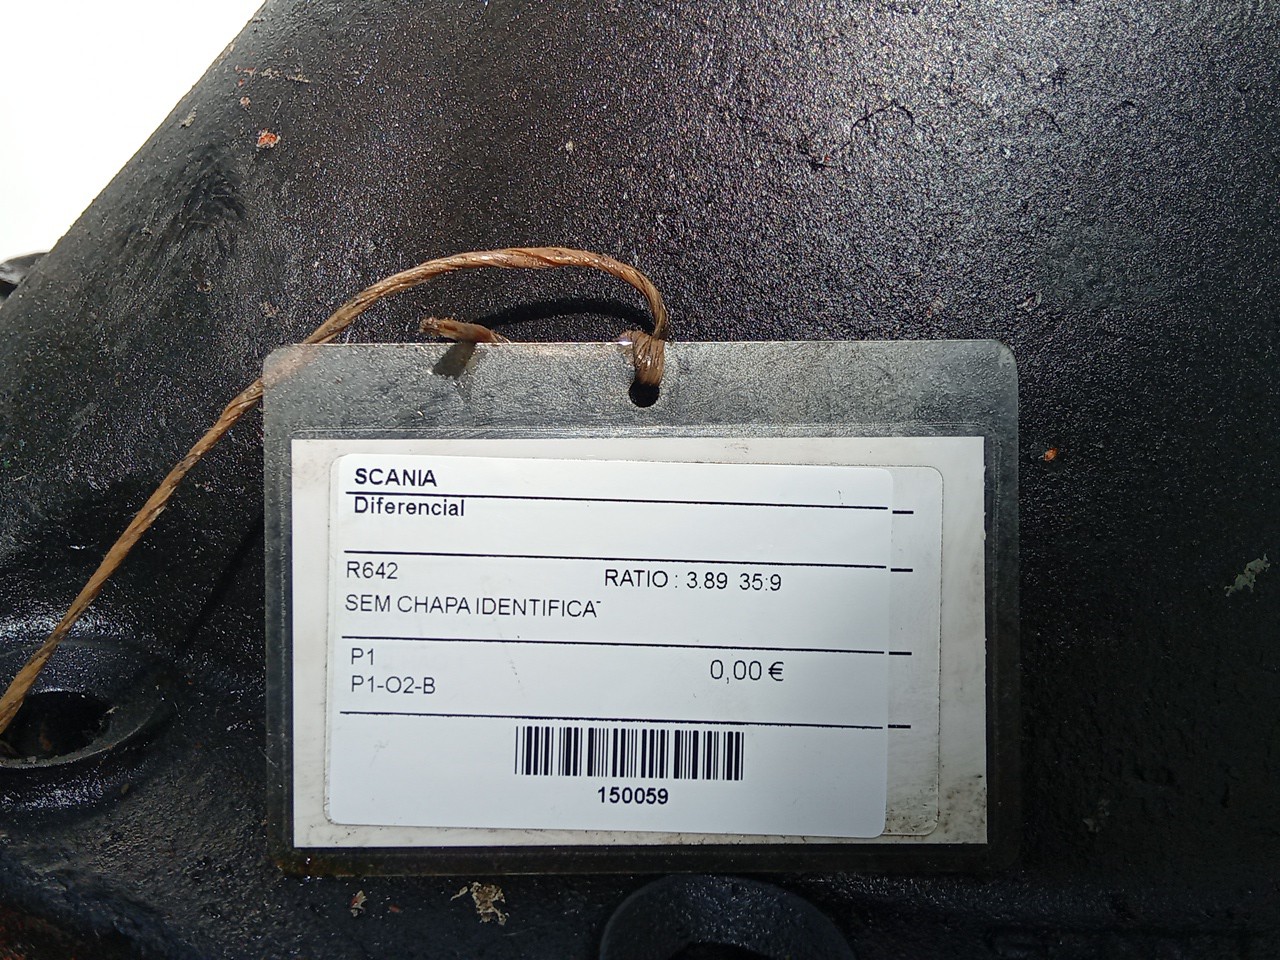 SCANIA
Diferencial
R642 RATIO : 3.89 35:9
SEM CHAPA IDENTIFICA
P1 0,00 €
P1-O2-B
150059